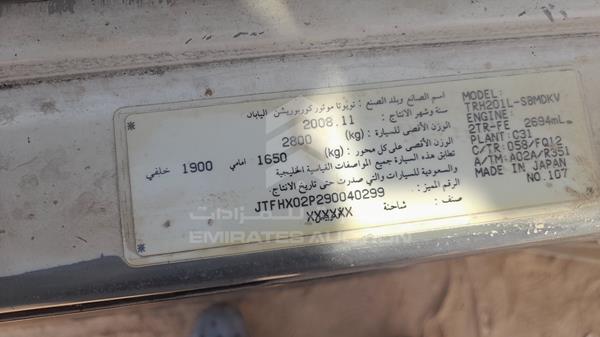 اسم الصانع وبلد الصنع : تويوتا موتور كوربوريشن اليابان
سنة وشهر الانتاج : 2008.11
الوزن الأقصى للسيارة : (kg) 2800
الوزن الأقصى على كل محور : (kg) 1650 امامي 1900 خلفي
تطابق هذه السيارة جميع المواصفات القياسية الخليجية
والسعودية للسيارات والتي صدرت حتى تاريخ الانتاج
الرقم المميز : JTFHX02P290040299
صنف : شاحنة XXXXXX
MODEL:
TRH201L-SBMDKV
ENGINE:
2TR-FE 2694mL
PLANT: C31
C/TR: 058/FQ12
A/TM: A02A/R351
MADE IN JAPAN
NO.107
الإمارات للمزادات
EMIRATES AUCTION